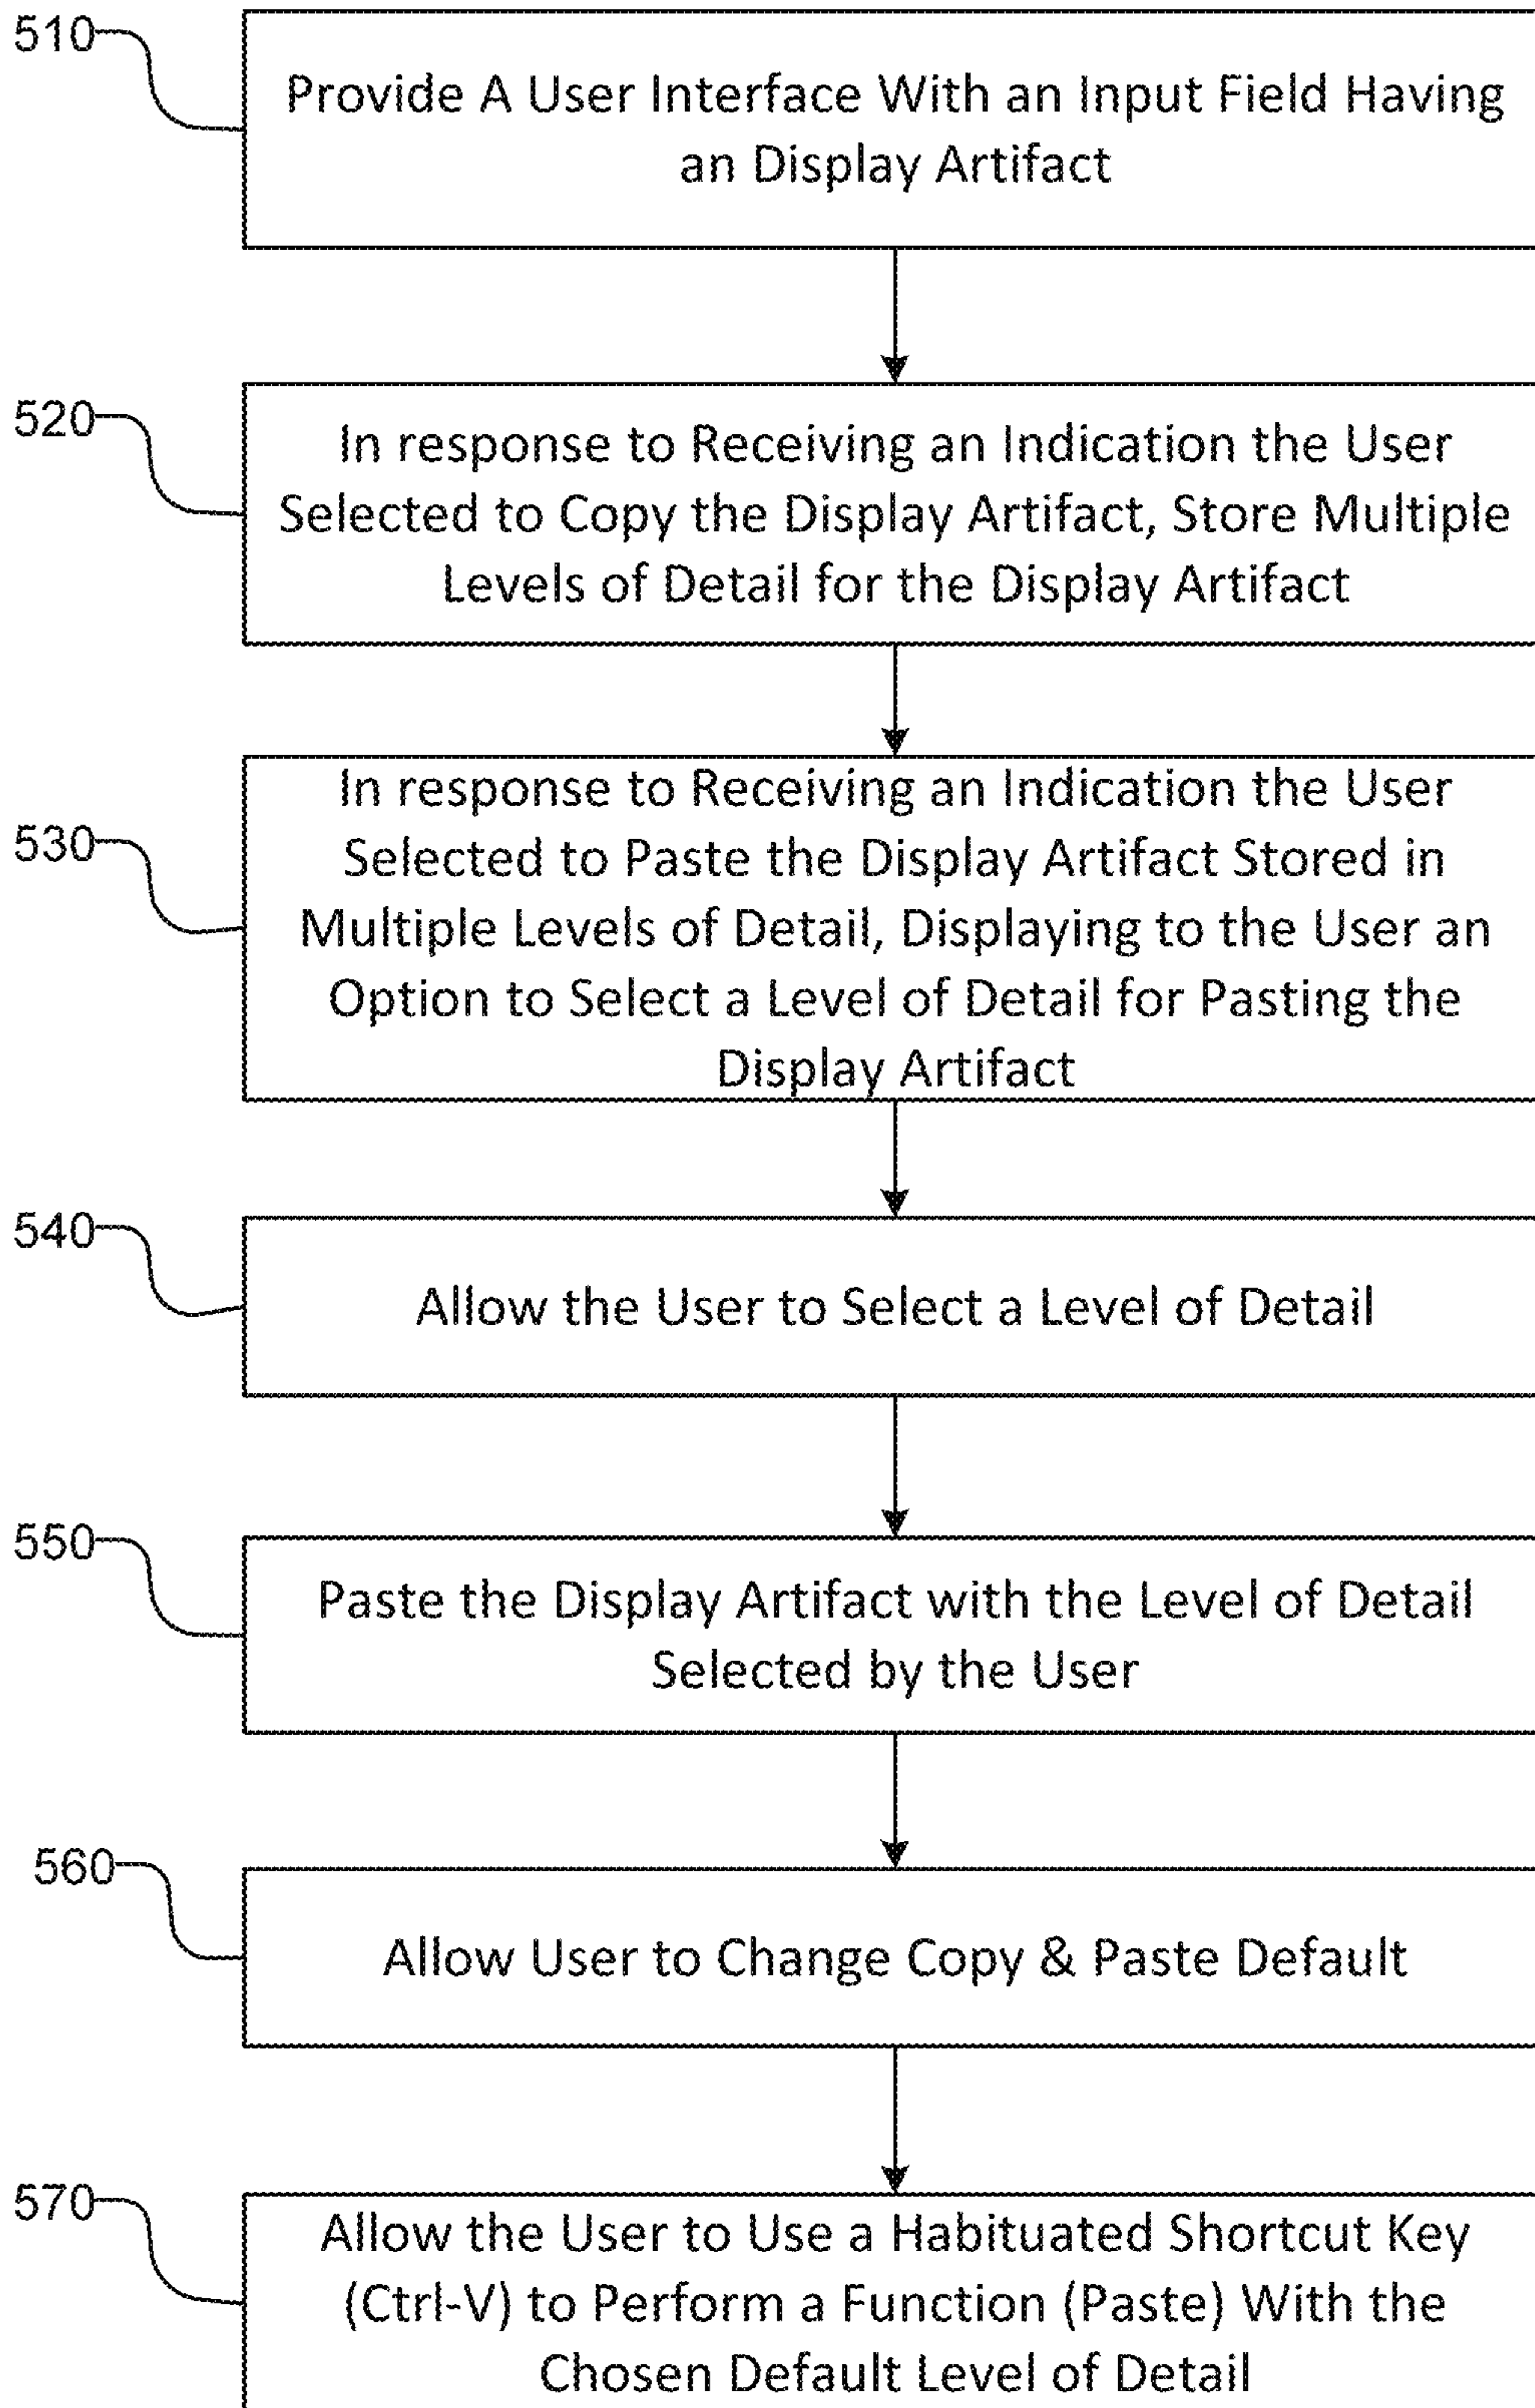 510
Provide A User Interface With an Input Field Having
an Display Artifact
520
In response to Receiving an Indication the User
Selected to Copy the Display Artifact, Store Multiple
Levels of Detail for the Display Artifact
530
In response to Receiving an Indication the User
Selected to Paste the Display Artifact Stored in
Multiple Levels of Detail, Displaying to the User an
Option to Select a Level of Detail for Pasting the
Display Artifact
540
Allow the User to Select a Level of Detail
550
Paste the Display Artifact with the Level of Detail
Selected by the User
560
Allow User to Change Copy & Paste Default
570
Allow the User to Use a Habituated Shortcut Key
(Ctrl-V) to Perform a Function (Paste) With the
Chosen Default Level of Detail